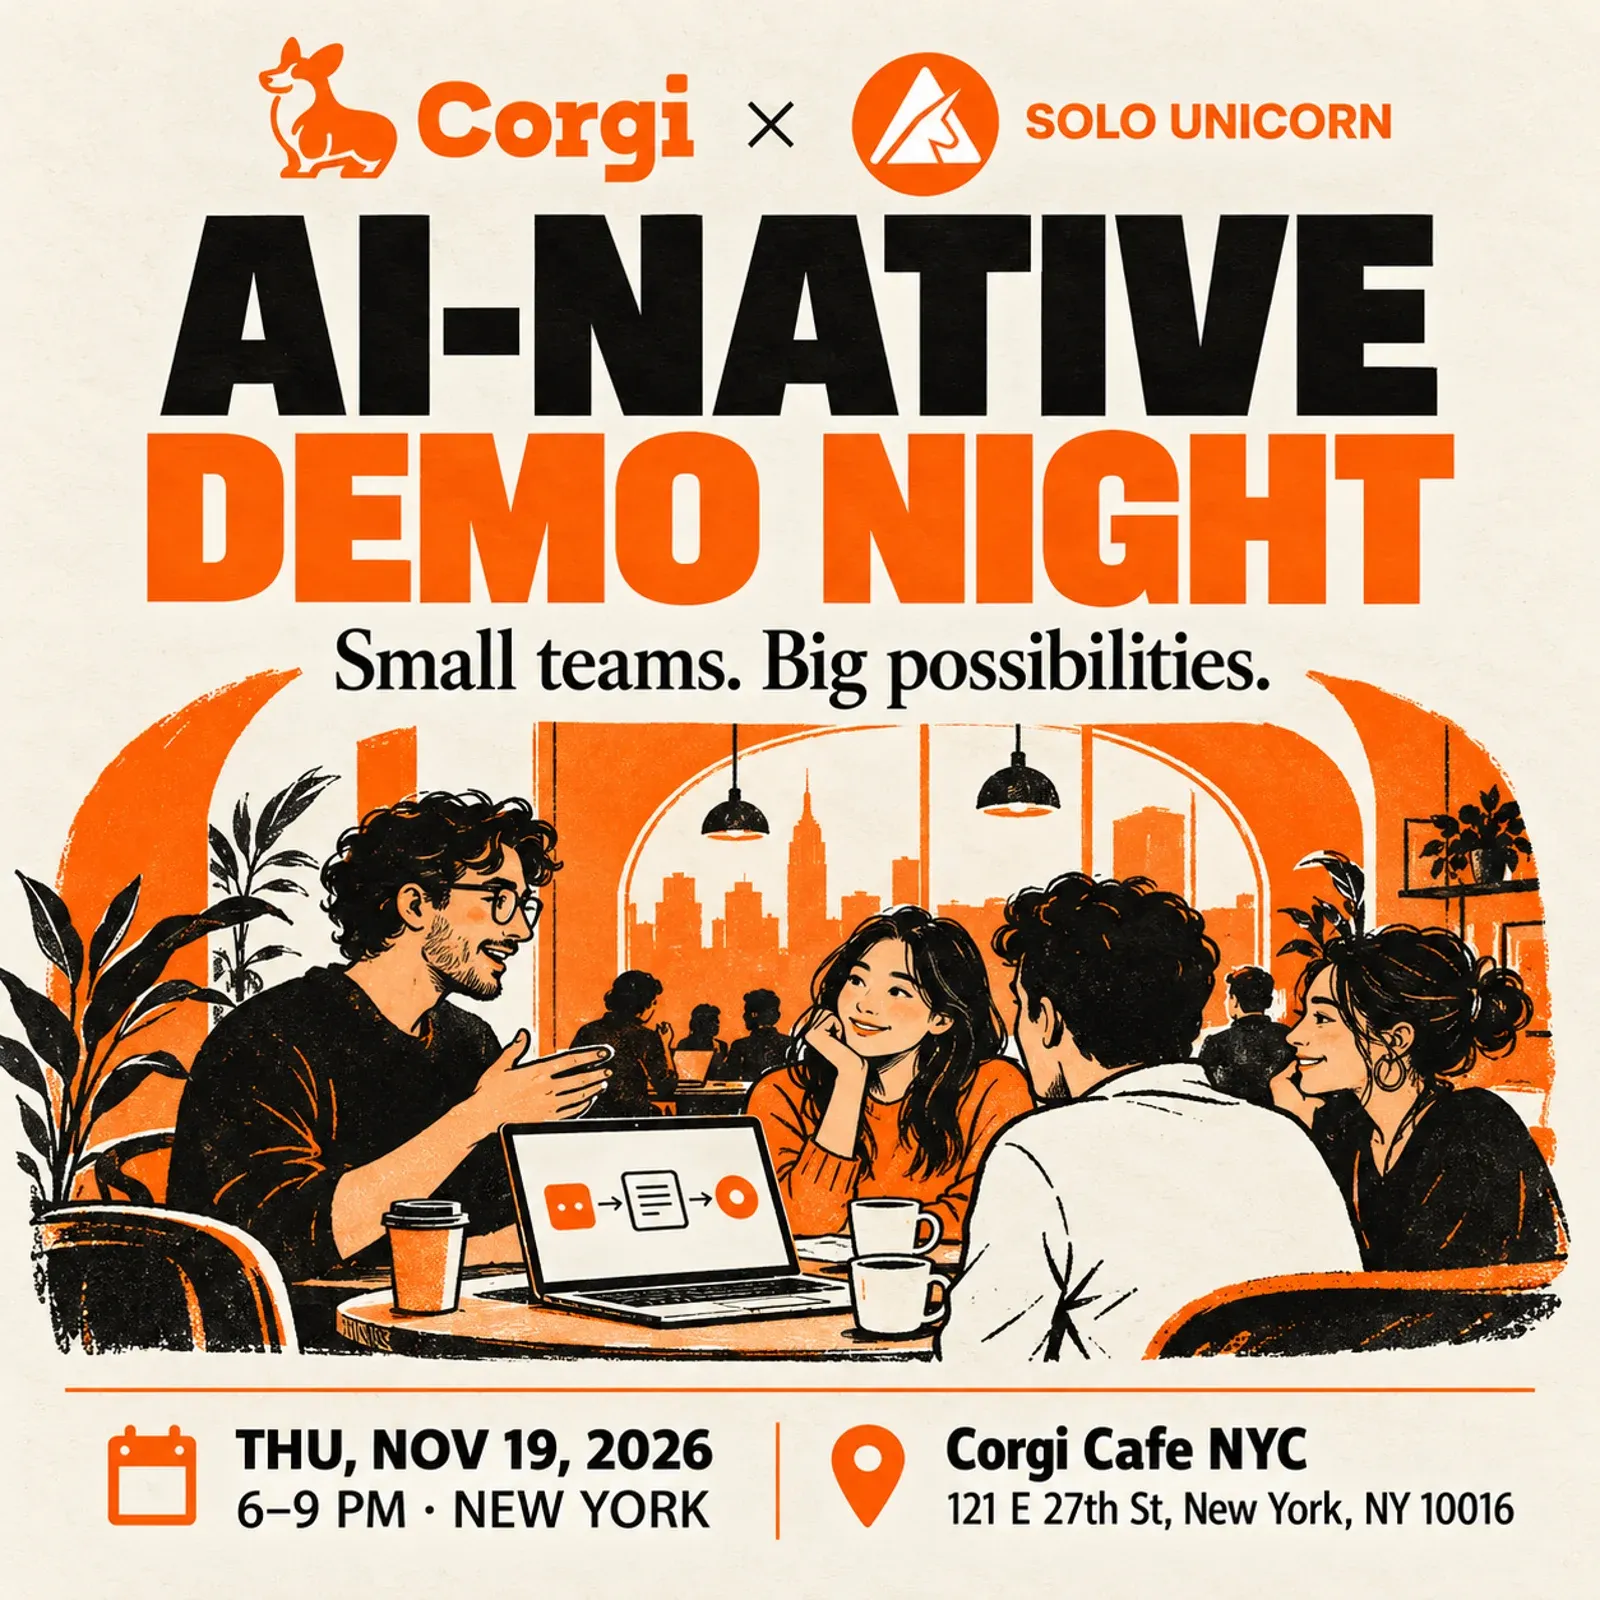 Corgi × SOLO UNICORN
AI-NATIVE
DEMO NIGHT
Small teams. Big possibilities.
THU, NOV 19, 2026
6–9 PM · NEW YORK
Corgi Cafe NYC
121 E 27th St, New York, NY 10016